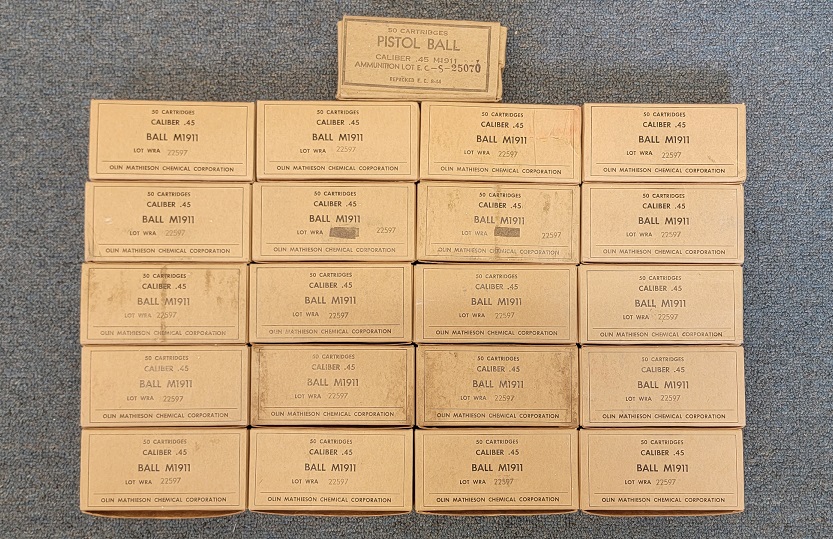 50 CARTRIDGES
PISTOL BALL
CALIBER .45 M1911
AMMUNITION LOT E. C.-S-25070
REPACKED E. C. 8-44
50 CARTRIDGES
CALIBER .45
BALL M1911
LOT WRA 22597
OLIN MATHIESON CHEMICAL CORPORATION
50 CARTRIDGES
CALIBER .45
BALL M1911
LOT WRA 22597
OLIN MATHIESON CHEMICAL CORPORATION
50 CARTRIDGES
CALIBER .45
BALL M1911
LOT WRA 22597
OLIN MATHIESON CHEMICAL CORPORATION
50 CARTRIDGES
CALIBER .45
BALL M1911
LOT WRA 22597
OLIN MATHIESON CHEMICAL CORPORATION
50 CARTRIDGES
CALIBER .45
BALL M1911
LOT WRA 22597
OLIN MATHIESON CHEMICAL CORPORATION
50 CARTRIDGES
CALIBER .45
BALL M1911
LOT WRA 22597
OLIN MATHIESON CHEMICAL CORPORATION
50 CARTRIDGES
CALIBER .45
BALL M1911
LOT WRA 22597
OLIN MATHIESON CHEMICAL CORPORATION
50 CARTRIDGES
CALIBER .45
BALL M1911
LOT WRA 22597
OLIN MATHIESON CHEMICAL CORPORATION
50 CARTRIDGES
CALIBER .45
BALL M1911
LOT WRA 22597
OLIN MATHIESON CHEMICAL CORPORATION
50 CARTRIDGES
CALIBER .45
BALL M1911
LOT WRA 22597
OLIN MATHIESON CHEMICAL CORPORATION
50 CARTRIDGES
CALIBER .45
BALL M1911
LOT WRA 22597
OLIN MATHIESON CHEMICAL CORPORATION
50 CARTRIDGES
CALIBER .45
BALL M1911
LOT WRA 22597
OLIN MATHIESON CHEMICAL CORPORATION
50 CARTRIDGES
CALIBER .45
BALL M1911
LOT WRA 22597
OLIN MATHIESON CHEMICAL CORPORATION
50 CARTRIDGES
CALIBER .45
BALL M1911
LOT WRA 22597
OLIN MATHIESON CHEMICAL CORPORATION
50 CARTRIDGES
CALIBER .45
BALL M1911
LOT WRA 22597
OLIN MATHIESON CHEMICAL CORPORATION
50 CARTRIDGES
CALIBER .45
BALL M1911
LOT WRA 22597
OLIN MATHIESON CHEMICAL CORPORATION
50 CARTRIDGES
CALIBER .45
BALL M1911
LOT WRA 22597
OLIN MATHIESON CHEMICAL CORPORATION
50 CARTRIDGES
CALIBER .45
BALL M1911
LOT WRA 22597
OLIN MATHIESON CHEMICAL CORPORATION
50 CARTRIDGES
CALIBER .45
BALL M1911
LOT WRA 22597
OLIN MATHIESON CHEMICAL CORPORATION
50 CARTRIDGES
CALIBER .45
BALL M1911
LOT WRA 22597
OLIN MATHIESON CHEMICAL CORPORATION